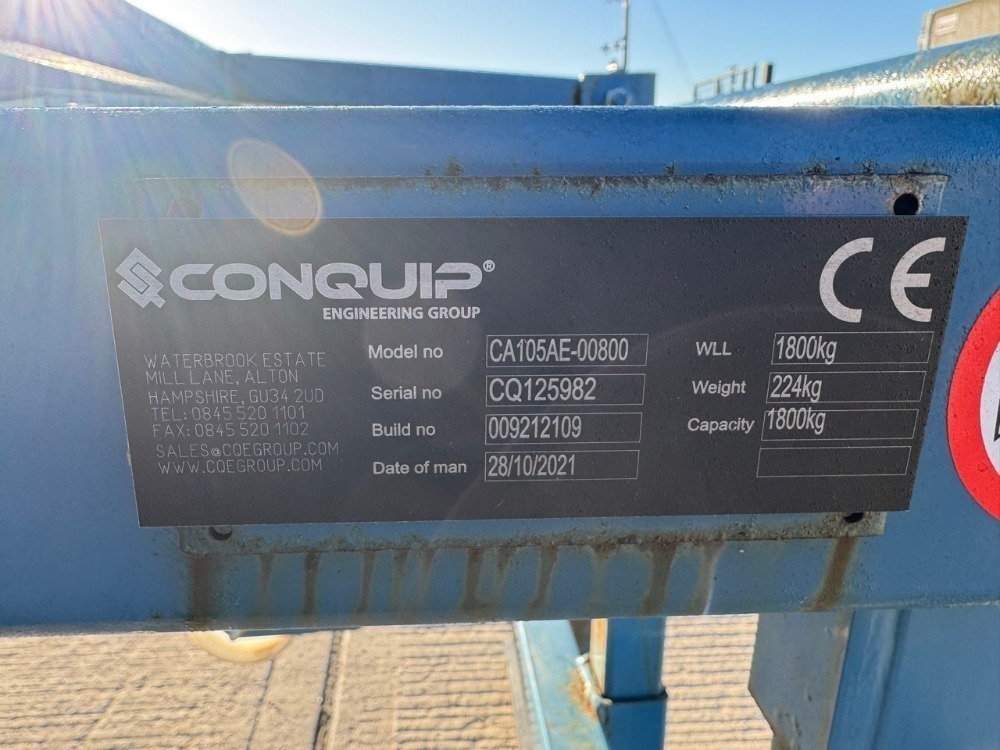 CONQUIP®
ENGINEERING GROUP
CE
WATERBROOK ESTATE
MILL LANE, ALTON
HAMPSHIRE, GU34 2UD
TEL: 0845 520 1101
FAX: 0845 520 1102
SALES@CQEGROUP.COM
WWW.CQEGROUP.COM
Model no CA105AE-00800
Serial no CQ125982
Build no 009212109
Date of man 28/10/2021
WLL 1800kg
Weight 224kg
Capacity 1800kg